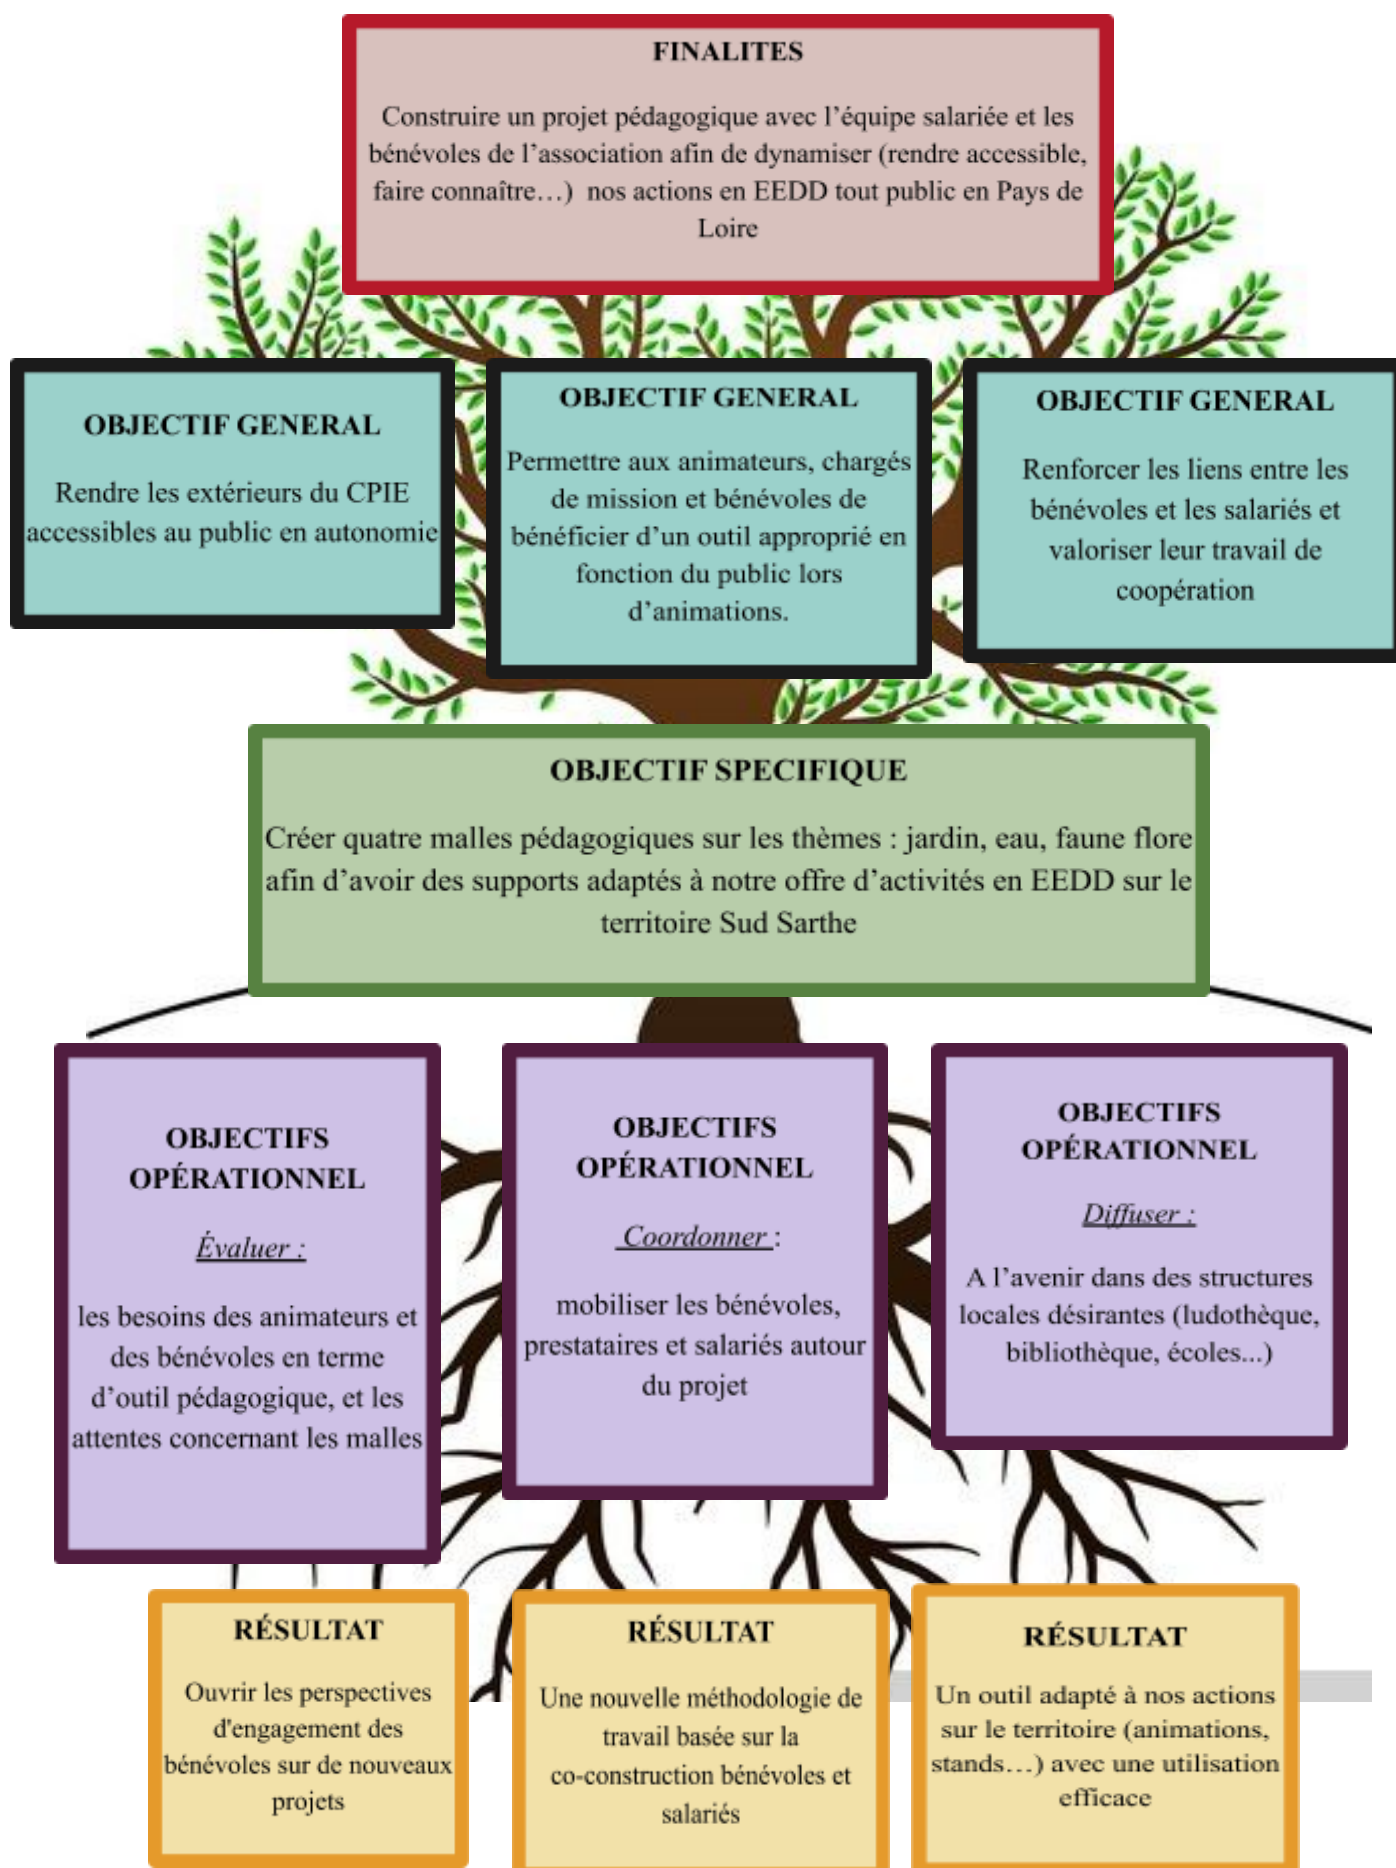 FINALITES
Construire un projet pédagogique avec l'équipe salariée et les
bénévoles de l'association afin de dynamiser (rendre accessible,
faire connaître…) nos actions en EEDD tout public en Pays de
Loire
OBJECTIF GENERAL
Rendre les extérieurs du CPIE
accessibles au public en autonomie
OBJECTIF GENERAL
Permettre aux animateurs, chargés
de mission et bénévoles de
bénéficier d'un outil approprié en
fonction du public lors
d'animations.
OBJECTIF GENERAL
Renforcer les liens entre les
bénévoles et les salariés et
valoriser leur travail de
coopération
OBJECTIF SPECIFIQUE
Créer quatre malles pédagogiques sur les thèmes : jardin, eau, faune flore
afin d'avoir des supports adaptés à notre offre d'activités en EEDD sur le
territoire Sud Sarthe
OBJECTIFS
OPÉRATIONNEL
Évaluer :
les besoins des animateurs et
des bénévoles en terme
d'outil pédagogique, et les
attentes concernant les malles
OBJECTIFS
OPÉRATIONNEL
Coordonner :
mobiliser les bénévoles,
prestataires et salariés autour
du projet
OBJECTIFS
OPÉRATIONNEL
Diffuser :
A l'avenir dans des structures
locales désirantes (ludothèque,
bibliothèque, écoles...)
RÉSULTAT
Ouvrir les perspectives
d'engagement des
bénévoles sur de nouveaux
projets
RÉSULTAT
Une nouvelle méthodologie de
travail basée sur la
co-construction bénévoles et
salariés
RÉSULTAT
Un outil adapté à nos actions
sur le territoire (animations,
stands…) avec une utilisation
efficace